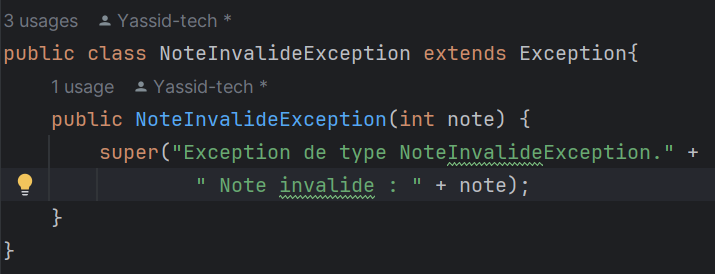 3 usages Yassid-tech *
public class NoteInvalideException extends Exception{
1 usage Yassid-tech *
public NoteInvalideException(int note) {
super("Exception de type NoteInvalideException." +
" Note invalide : " + note);
}
}